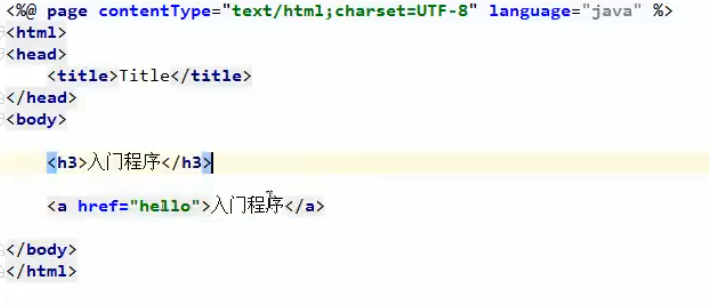 <%@ page contentType="text/html;charset=UTF-8" language="java" %>
<html>
<head>
    <title>Title</title>
</head>
<body>
    <h3>入门程序</h3>
    <a href="hello">入门程序</a>
</body>
</html>